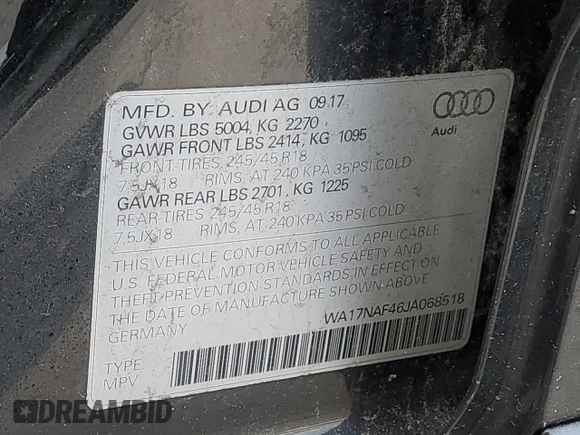 MFD. BY. AUDI AG 09.17
GVWR LBS 5004, KG 2270
GAWR FRONT LBS 2414, KG 1095
FRONT-TIRES, 245/45 R18
7,5JX18 RIMS, AT 240 KPA 35 PSI COLD
GAWR REAR LBS 2701, KG 1225
REAR-TIRES, 245/45 R18
7,5JX18 RIMS, AT 240 KPA 35 PSI COLD
Audi
THIS VEHICLE CONFORMS TO ALL APPLICABLE
U.S. FEDERAL MOTOR VEHICLE SAFETY AND
THEFT PREVENTION STANDARDS IN EFFECT ON
THE DATE OF MANUFACTURE SHOWN ABOVE.
GERMANY
WA17NAF46JA068518
TYPE
MPV
DREAMBID